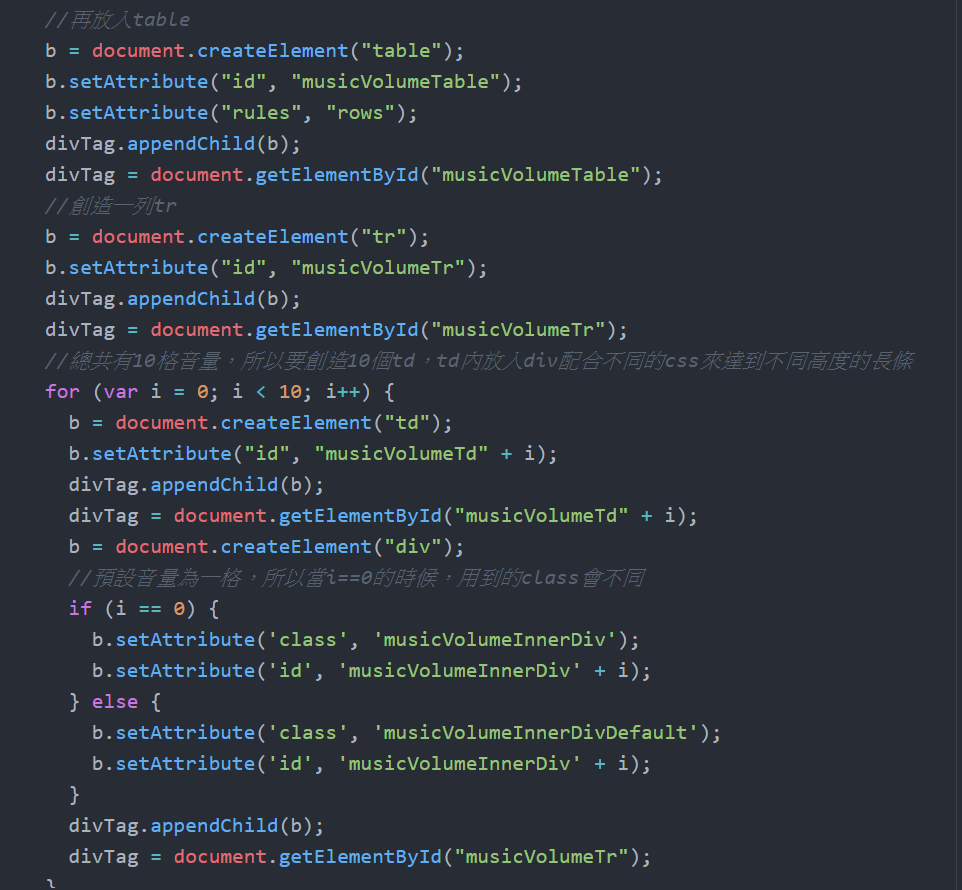 //再放入table
b = document.createElement("table");
b.setAttribute("id", "musicVolumeTable");
b.setAttribute("rules", "rows");
divTag.appendChild(b);
divTag = document.getElementById("musicVolumeTable");
//創造一列tr
b = document.createElement("tr");
b.setAttribute("id", "musicVolumeTr");
divTag.appendChild(b);
divTag = document.getElementById("musicVolumeTr");
//總共有10格音量，所以要創造10個td，td內放入div配合不同的css來達到不同高度的長條
for (var i = 0; i < 10; i++) {
  b = document.createElement("td");
  b.setAttribute("id", "musicVolumeTd" + i);
  divTag.appendChild(b);
  divTag = document.getElementById("musicVolumeTd" + i);
  b = document.createElement("div");
  //預設音量為一格，所以當i==0的時候，用到的class會不同
  if (i == 0) {
    b.setAttribute('class', 'musicVolumeInnerDiv');
    b.setAttribute('id', 'musicVolumeInnerDiv' + i);
  } else {
    b.setAttribute('class', 'musicVolumeInnerDivDefault');
    b.setAttribute('id', 'musicVolumeInnerDiv' + i);
  }
  divTag.appendChild(b);
  divTag = document.getElementById("musicVolumeTr");
}